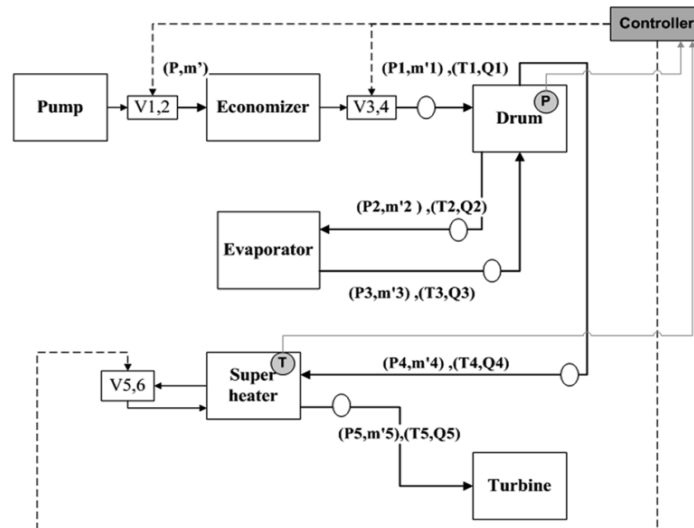 Controller
(P,m')
(P1,m'1) ,(T1,Q1)
Pump
V1,2
Economizer
V3,4
P
Drum
(P2,m'2 ) ,(T2,Q2)
Evaporator
(P3,m'3) ,(T3,Q3)
T
(P4,m'4) ,(T4,Q4)
V5,6
Super
heater
(P5,m'5),(T5,Q5)
Turbine